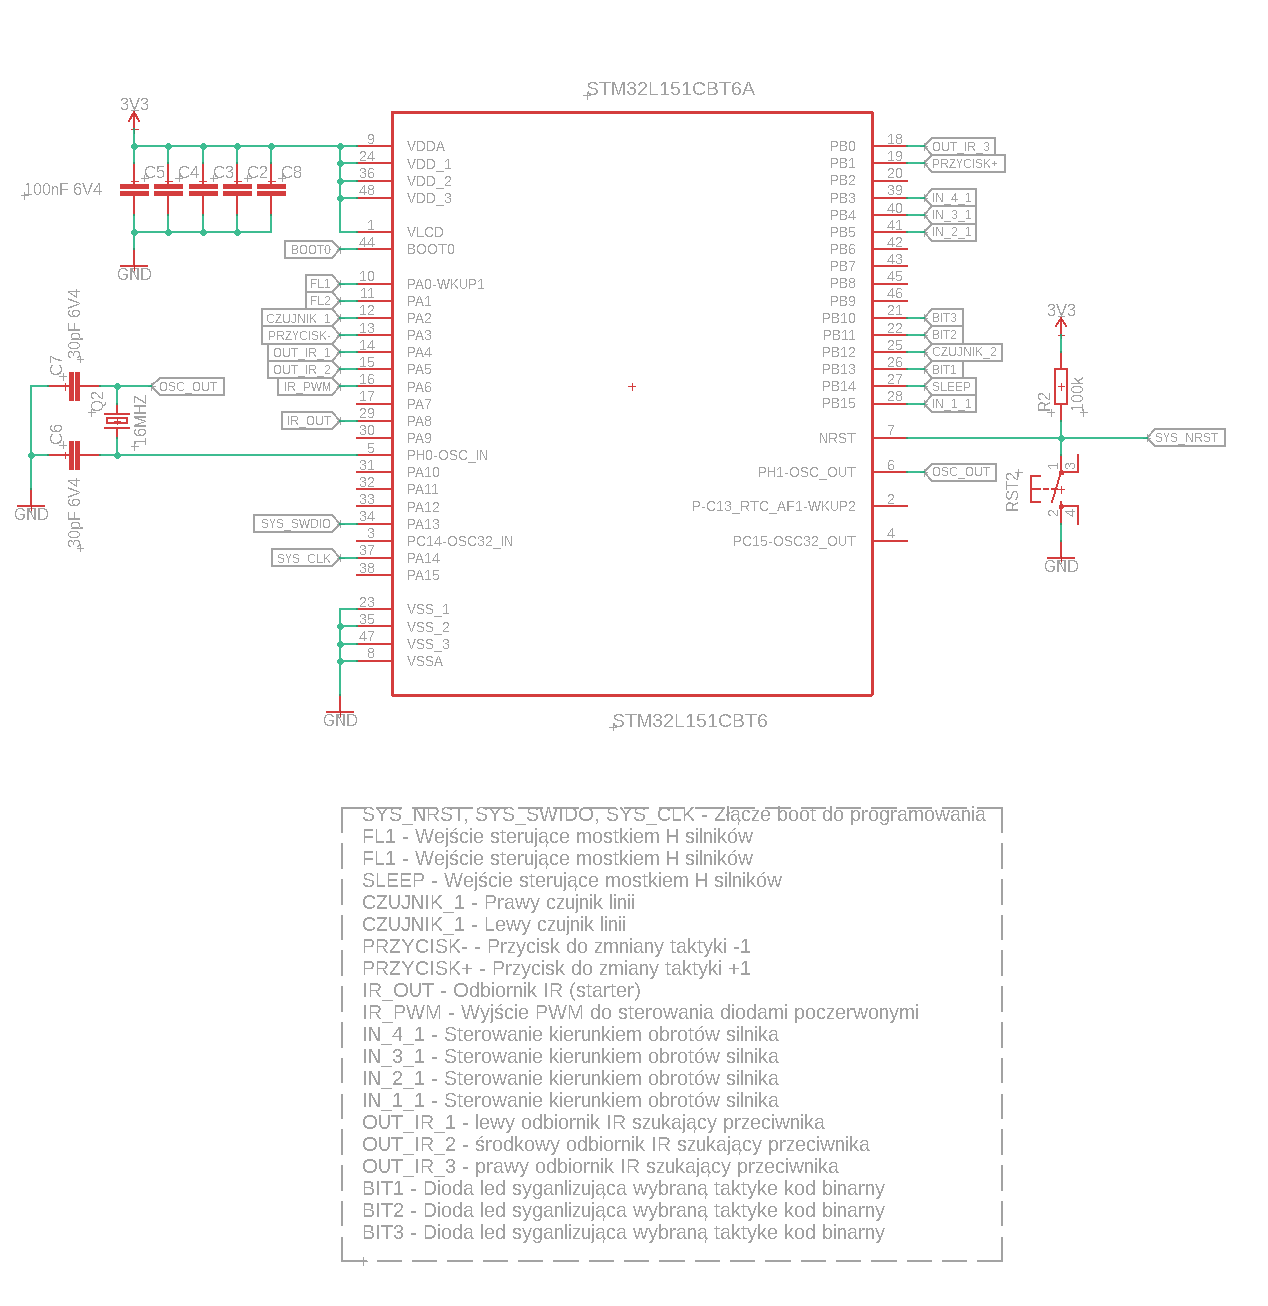 STM32L151CBT6A
3V3
C5 C4 C3 C2 C8
100nF 6V4
GND
9 VDDA
24 VDD_1
36 VDD_2
48 VDD_3
1 VLCD
BOOT0 44 BOOT0
FL1 10 PA0-WKUP1
FL2 11 PA1
CZUJNIK_1 12 PA2
PRZYCISK- 13 PA3
OUT_IR_1 14 PA4
OUT_IR_2 15 PA5
IR_PWM 16 PA6
17 PA7
IR_OUT 29 PA8
30 PA9
5 PH0-OSC_IN
31 PA10
32 PA11
33 PA12
SYS_SWDIO 34 PA13
3 PC14-OSC32_IN
SYS_CLK 37 PA14
38 PA15
23 VSS_1
35 VSS_2
47 VSS_3
8 VSSA
GND
C7
30pF 6V4
OSC_OUT
Q2
16MHZ
C6
30pF 6V4
GND
PB0 18 OUT_IR_3
PB1 19 PRZYCISK+
PB2 20
PB3 39 IN_4_1
PB4 40 IN_3_1
PB5 41 IN_2_1
PB6 42
PB7 43
PB8 45
PB9 46
PB10 21 BIT3
PB11 22 BIT2
PB12 25 CZUJNIK_2
PB13 26 BIT1
PB14 27 SLEEP
PB15 28 IN_1_1
NRST 7
PH1-OSC_OUT 6 OSC_OUT
P-C13_RTC_AF1-WKUP2 2
PC15-OSC32_OUT 4
3V3
R2
100k
SYS_NRST
RST2
1 3
2 4
GND
STM32L151CBT6
SYS_NRST, SYS_SWIDO, SYS_CLK - Złącze boot do programowania
FL1 - Wejście sterujące mostkiem H silników
FL1 - Wejście sterujące mostkiem H silników
SLEEP - Wejście sterujące mostkiem H silników
CZUJNIK_1 - Prawy czujnik linii
CZUJNIK_1 - Lewy czujnik linii
PRZYCISK- - Przycisk do zmniany taktyki -1
PRZYCISK+ - Przycisk do zmiany taktyki +1
IR_OUT - Odbiornik IR (starter)
IR_PWM - Wyjście PWM do sterowania diodami poczerwonymi
IN_4_1 - Sterowanie kierunkiem obrotów silnika
IN_3_1 - Sterowanie kierunkiem obrotów silnika
IN_2_1 - Sterowanie kierunkiem obrotów silnika
IN_1_1 - Sterowanie kierunkiem obrotów silnika
OUT_IR_1 - lewy odbiornik IR szukający przeciwnika
OUT_IR_2 - środkowy odbiornik IR szukający przeciwnika
OUT_IR_3 - prawy odbiornik IR szukający przeciwnika
BIT1 - Dioda led syganlizująca wybraną taktyke kod binarny
BIT2 - Dioda led syganlizująca wybraną taktyke kod binarny
BIT3 - Dioda led syganlizująca wybraną taktyke kod binarny